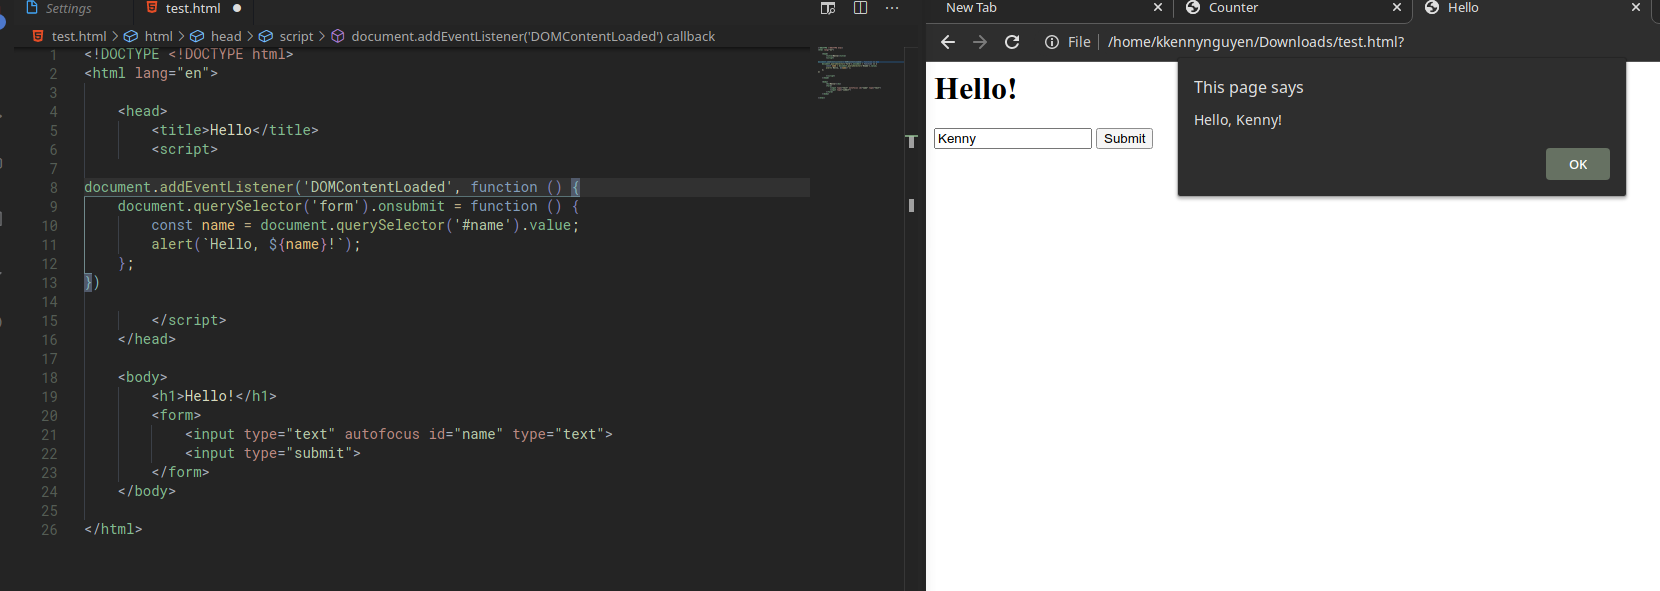 Settings
test.html
test.html > html > head > script > document.addEventListener('DOMContentLoaded') callback
1 <!DOCTYPE <!DOCTYPE html>
2 <html lang="en">
3
4 <head>
5 <title>Hello</title>
6 <script>
7
8 document.addEventListener('DOMContentLoaded', function () {
9 document.querySelector('form').onsubmit = function () {
10 const name = document.querySelector('#name').value;
11 alert(`Hello, ${name}!`);
12 };
13 })
14
15 </script>
16 </head>
17
18 <body>
19 <h1>Hello!</h1>
20 <form>
21 <input type="text" autofocus id="name" type="text">
22 <input type="submit">
23 </form>
24 </body>
25
26 </html>
New Tab
Counter
Hello
File
/home/kkennynguyen/Downloads/test.html?
Hello!
Kenny
Submit
This page says
Hello, Kenny!
OK